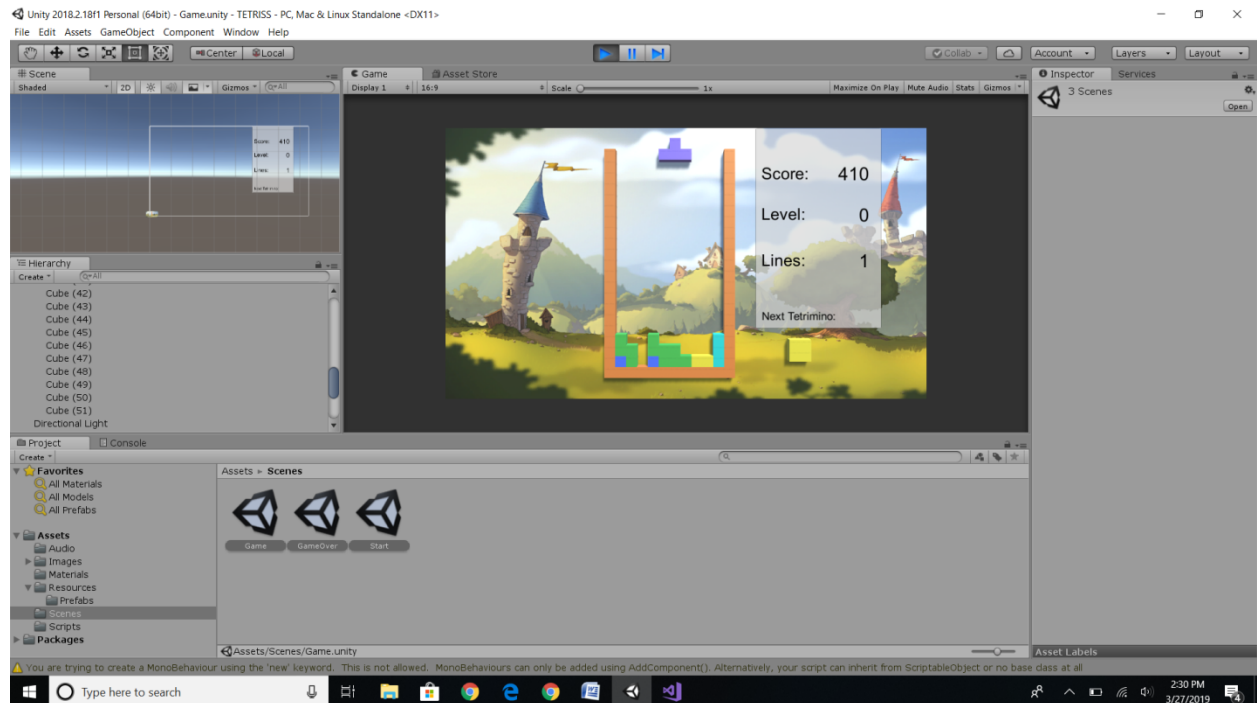 Unity 2018.2.18f1 Personal (64bit) - Game.unity - TETRISS - PC, Mac & Linux Standalone <DX11>
File Edit Assets GameObject Component Window Help
Center Local Collab Account Layers Layout
Scene
Shaded 2D Gizmos All
Score: 410
Level: 0
Lines: 1
Game Asset Store
Display 1 16:9 Scale 1x Maximize On Play Mute Audio Stats Gizmos
Score: 410
Level: 0
Lines: 1
Next Tetrimino:
Inspector Services
3 Scenes
Open
Hierarchy
Create All
Cube (42)
Cube (43)
Cube (44)
Cube (45)
Cube (46)
Cube (47)
Cube (48)
Cube (49)
Cube (50)
Cube (51)
Directional Light
Project Console
Create
Favorites
All Materials
All Models
All Prefabs
Assets
Audio
Images
Materials
Resources
Prefabs
Scenes
Scripts
Packages
Assets ▸ Scenes
Game GameOver Start
Assets/Scenes/Game.unity
Asset Labels
You are trying to create a MonoBehaviour using the 'new' keyword. This is not allowed. MonoBehaviours can only be added using AddComponent(). Alternatively, your script can inherit from ScriptableObject or no base class at all
Type here to search
2:30 PM
3/27/2019
4